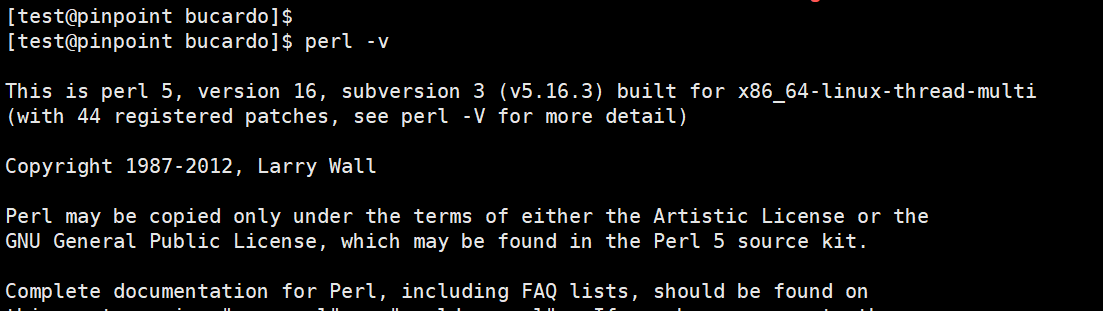 [test@pinpoint bucardo]$
[test@pinpoint bucardo]$ perl -v
This is perl 5, version 16, subversion 3 (v5.16.3) built for x86_64-linux-thread-multi
(with 44 registered patches, see perl -V for more detail)
Copyright 1987-2012, Larry Wall
Perl may be copied only under the terms of either the Artistic License or the
GNU General Public License, which may be found in the Perl 5 source kit.
Complete documentation for Perl, including FAQ lists, should be found on